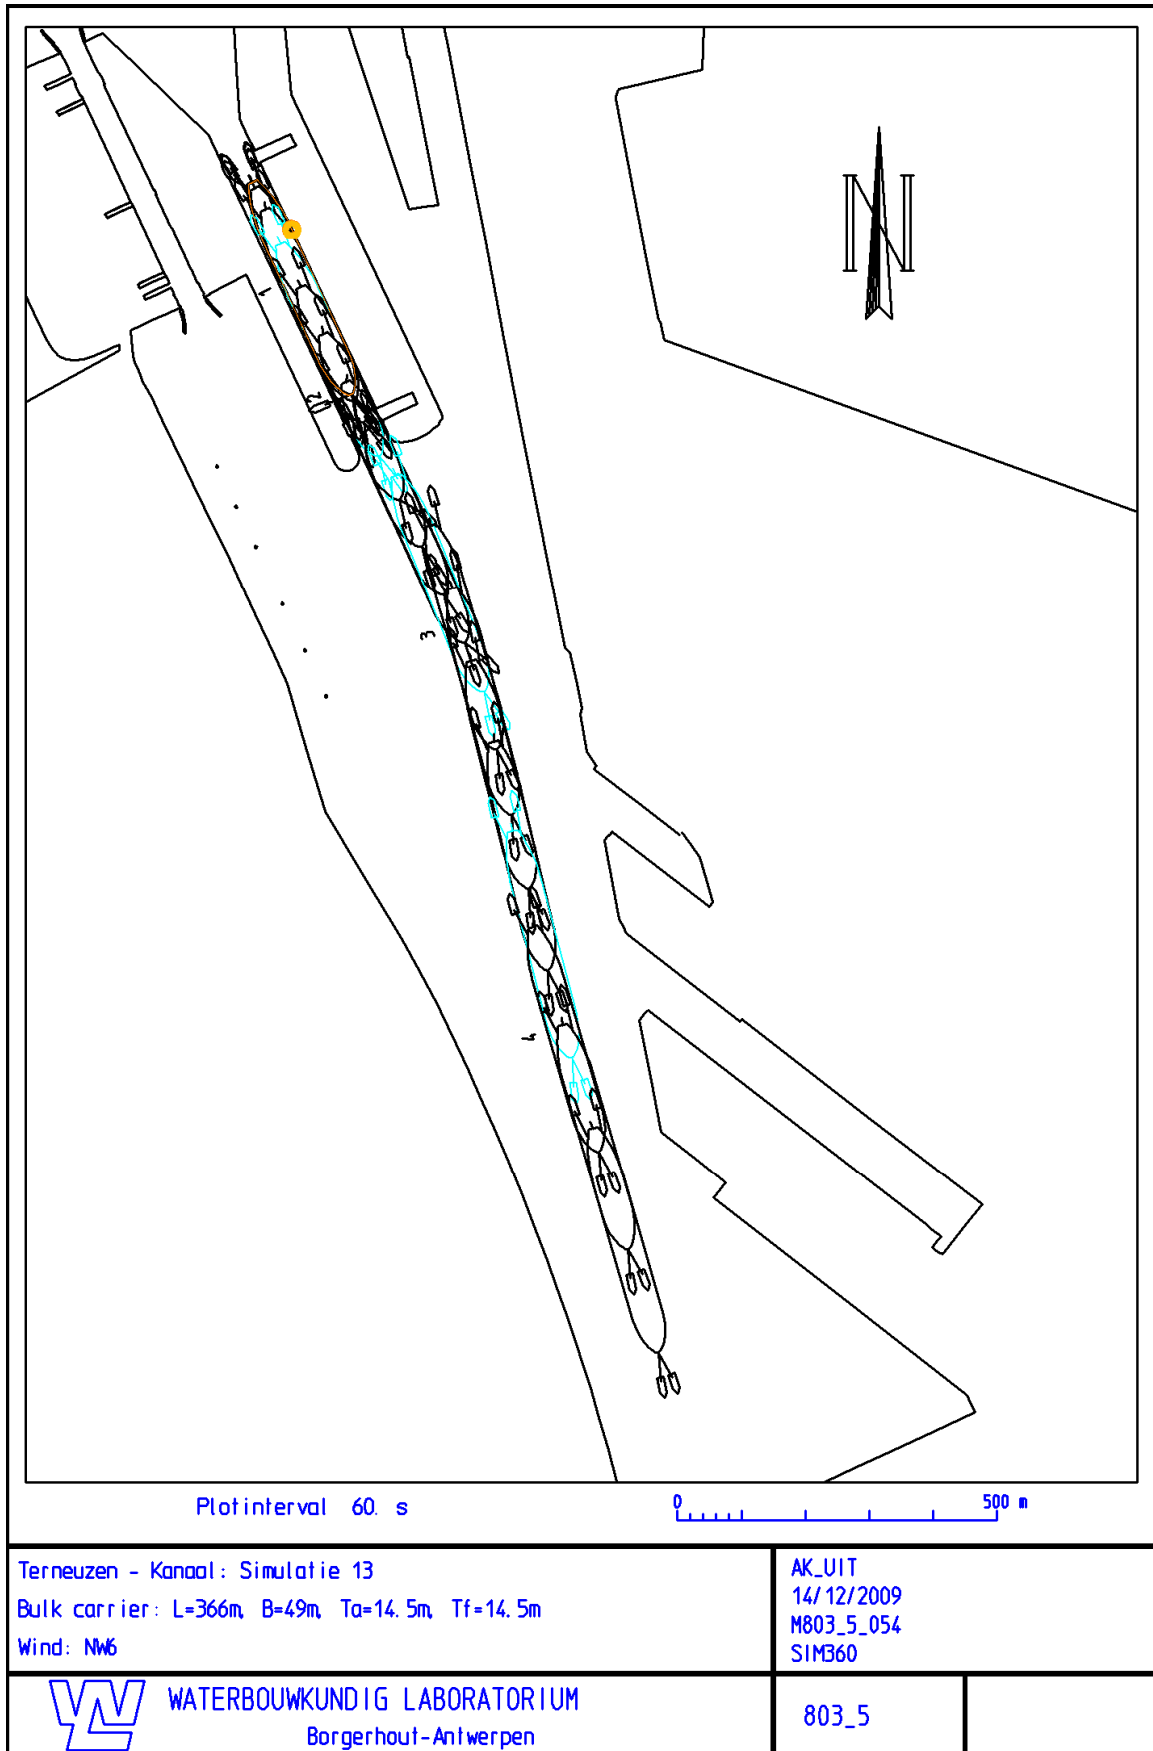 N
1
2
3
4
Plotinterval 60. s
0 500 m
Terneuzen - Kanaal: Simulatie 13
Bulk carrier: L=366m, B=49m, Ta=14.5m, Tf=14.5m
Wind: NW6
AK_UIT
14/12/2009
M803_5_054
SIM360
WL
WATERBOUWKUNDIG LABORATORIUM
Borgerhout-Antwerpen
803_5